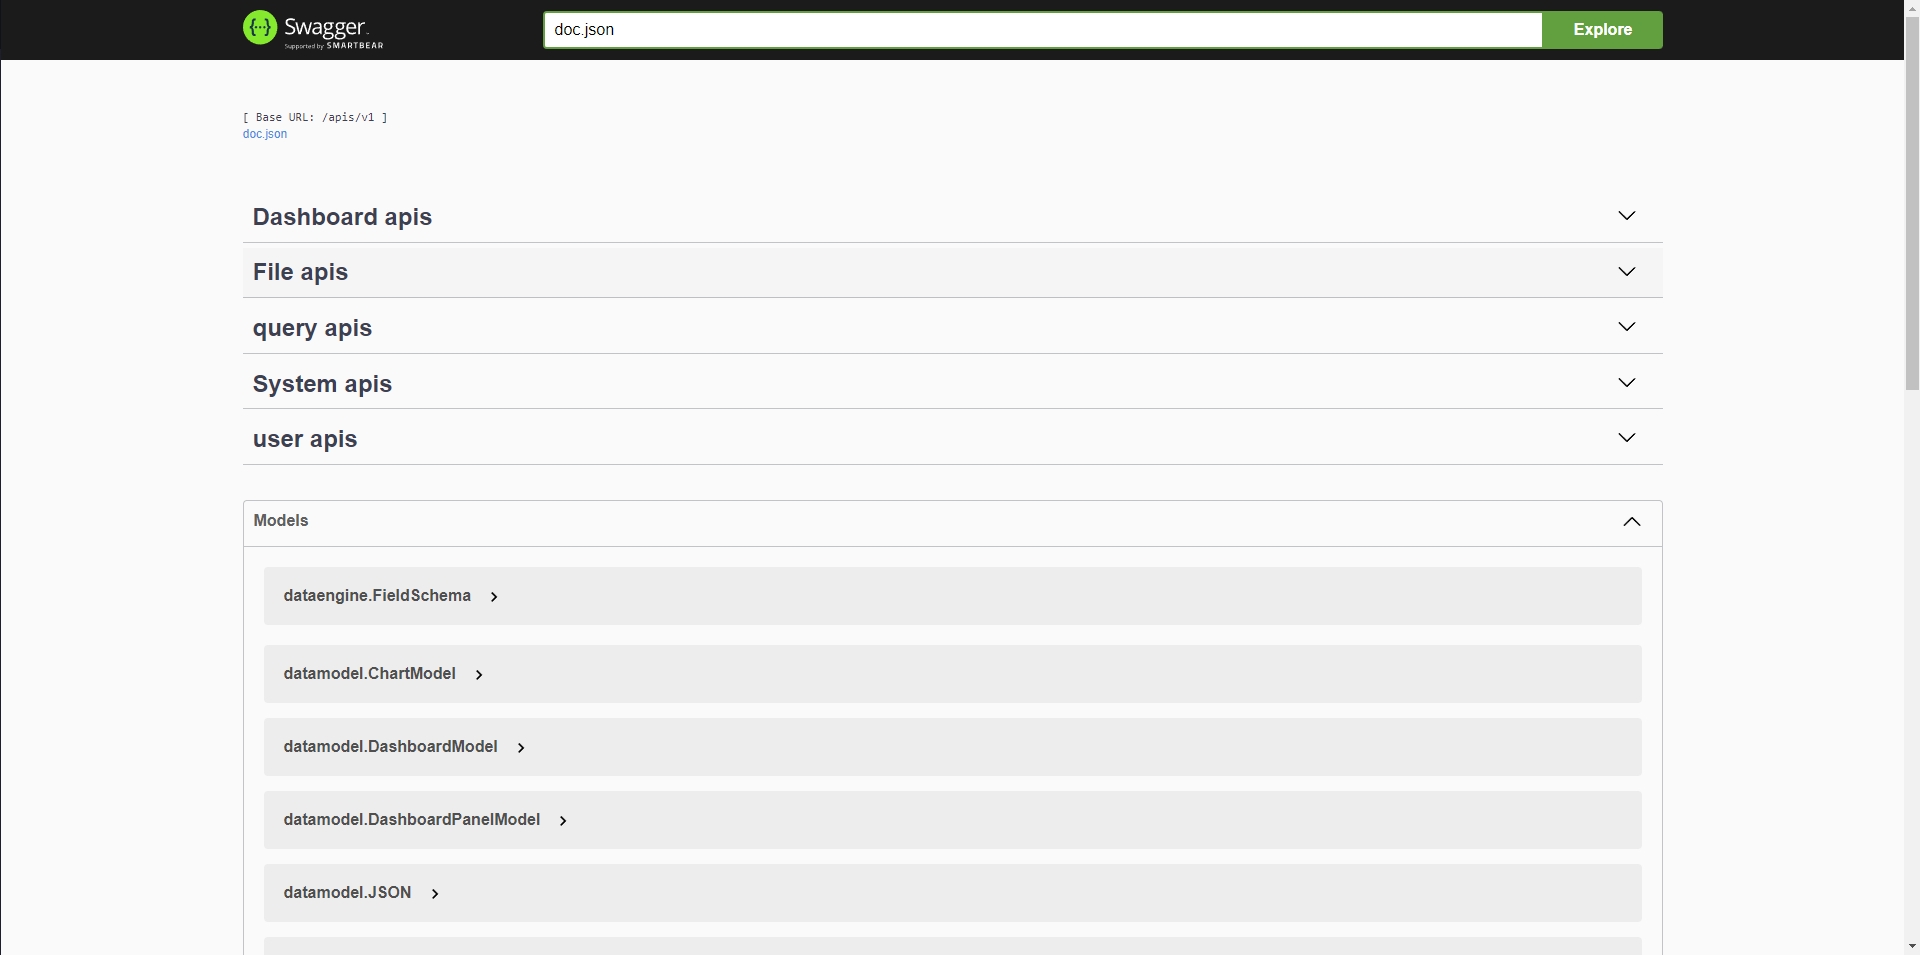 {···} Swagger™
Supported by SMARTBEAR
doc.json
Explore
[ Base URL: /apis/v1 ]
doc.json
Dashboard apis
File apis
query apis
System apis
user apis
Models
dataengine.FieldSchema
datamodel.ChartModel
datamodel.DashboardModel
datamodel.DashboardPanelModel
datamodel.JSON